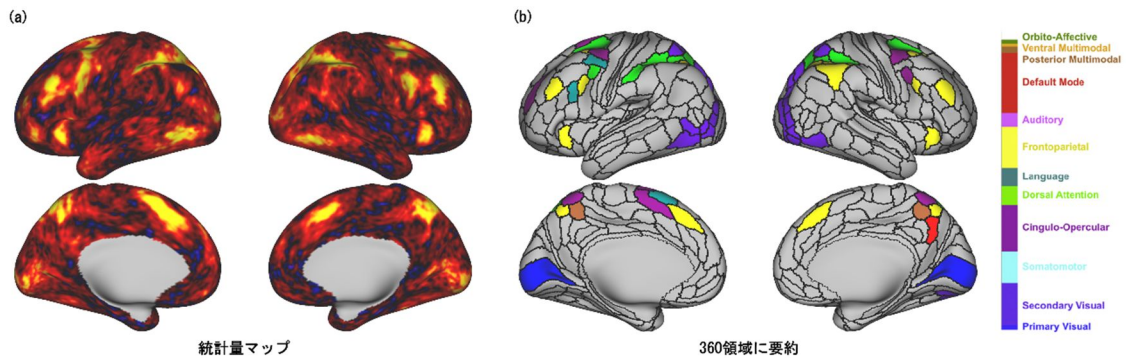 (a)
(b)
Orbito-Affective
Ventral Multimodal
Posterior Multimodal
Default Mode
Auditory
Frontoparietal
Language
Dorsal Attention
Cingulo-Opercular
Somatomotor
Secondary Visual
Primary Visual
統計量マップ
360領域に要約